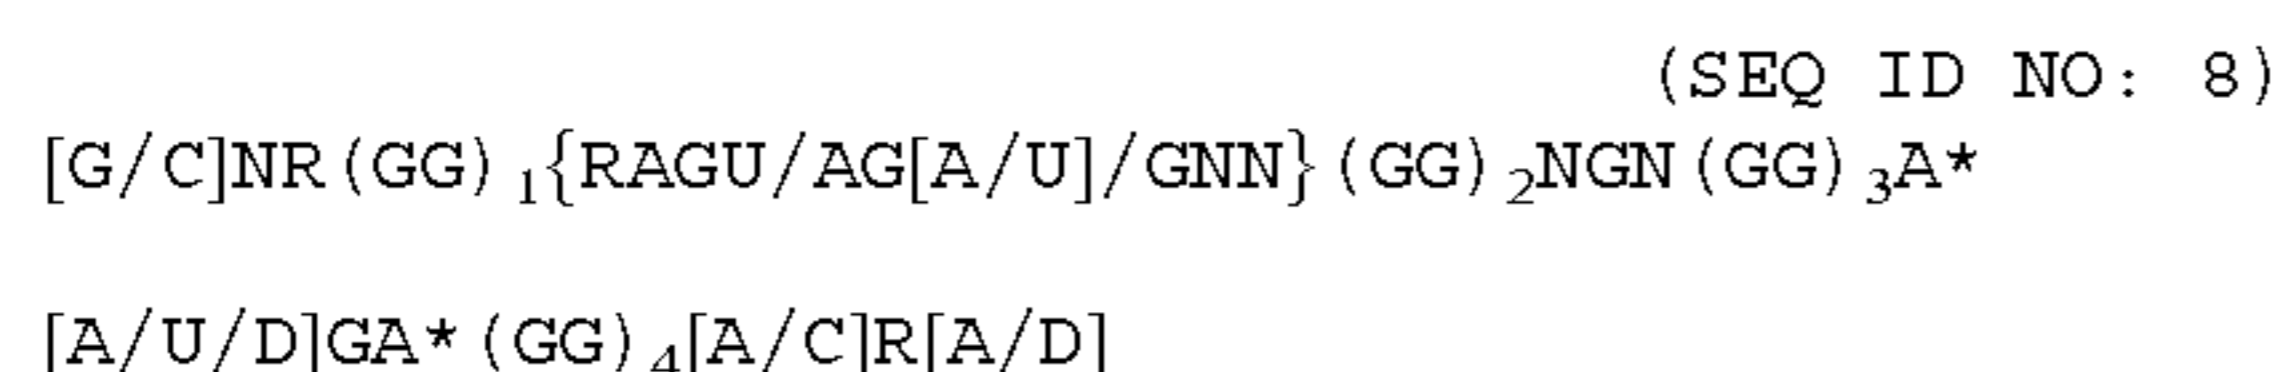 (SEQ ID NO: 8)
[G/C]NR(GG)₁{RAGU/AG[A/U]/GNN}(GG)₂NGN(GG)₃A*
[A/U/D]GA*(GG)₄[A/C]R[A/D]